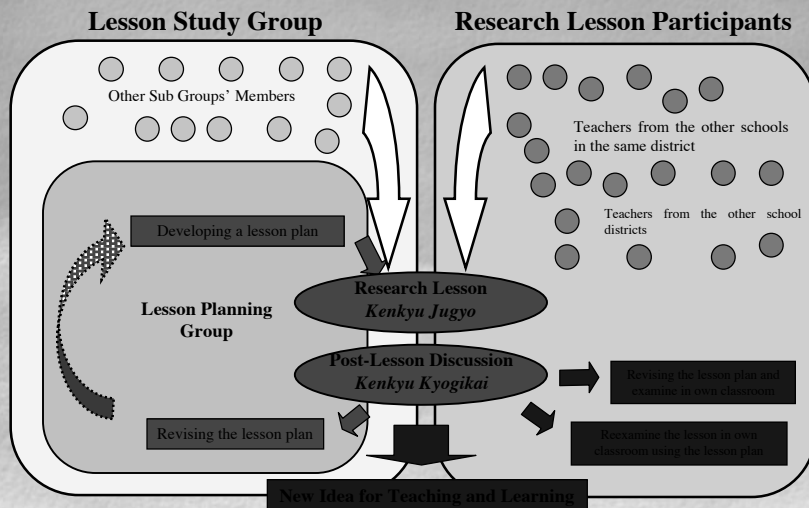 Lesson Study Group
Research Lesson Participants
Other Sub Groups' Members
Teachers from the other schools
in the same district
Teachers from the other school
districts
Developing a lesson plan
Lesson Planning
Group
Research Lesson
Kenkyu Jugyo
Post-Lesson Discussion
Kenkyu Kyogikai
Revising the lesson plan and
examine in own classroom
Revising the lesson plan
Reexamine the lesson in own
classroom using the lesson plan
New Idea for Teaching and Learning